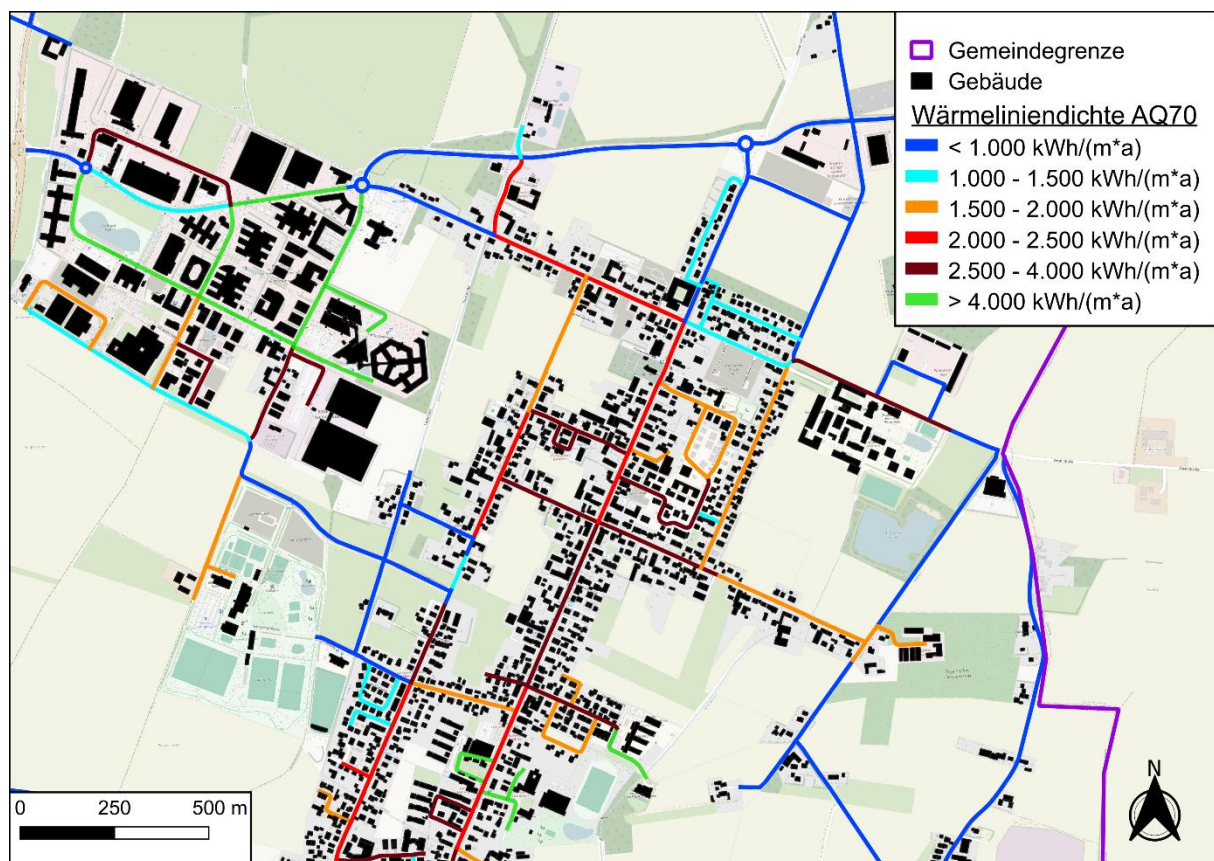 Gemeindegrenze
Gebäude
Wärmeliniendichte AQ70
< 1.000 kWh/(m*a)
1.000 - 1.500 kWh/(m*a)
1.500 - 2.000 kWh/(m*a)
2.000 - 2.500 kWh/(m*a)
2.500 - 4.000 kWh/(m*a)
> 4.000 kWh/(m*a)
0 250 500 m
N